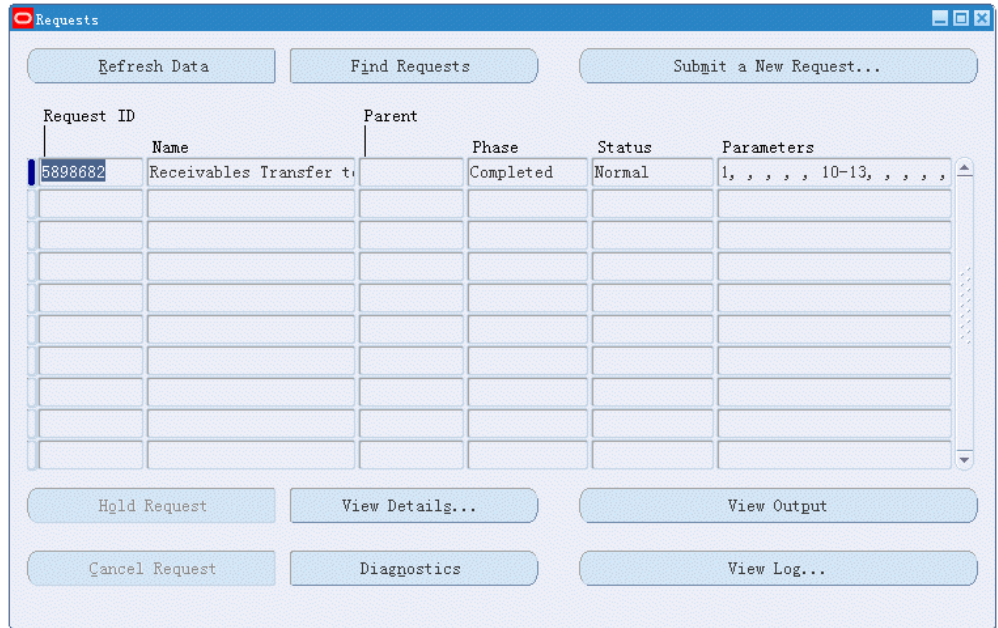 Requests
Refresh Data Find Requests Submit a New Request...
Request ID Parent
Name Phase Status Parameters
5898682 Receivables Transfer t Completed Normal 1, , , , , 10-13, , , , ,
Hold Request View Details... View Output
Cancel Request Diagnostics View Log...